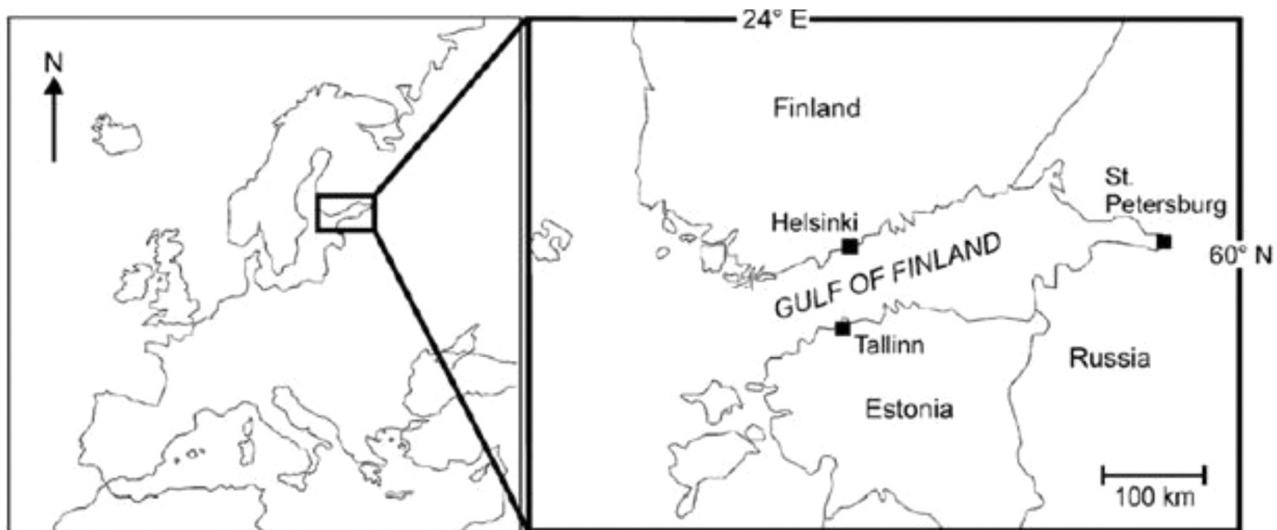 N
24° E
Finland
St.
Petersburg
Helsinki
60° N
GULF OF FINLAND
Tallinn
Russia
Estonia
100 km